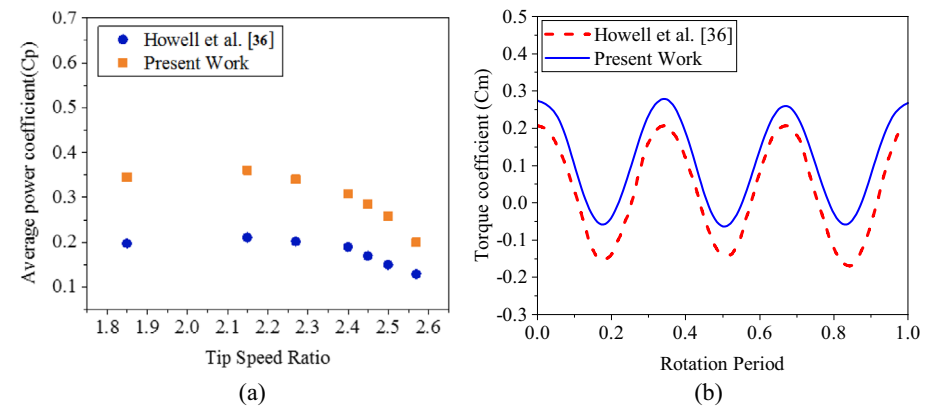 0.7
0.6
0.5
0.4
0.3
0.2
0.1
Average power coefficient(Cp)
Howell et al. [36]
Present Work
1.8 1.9 2.0 2.1 2.2 2.3 2.4 2.5 2.6
Tip Speed Ratio
(a)
0.5
0.4
0.3
0.2
0.1
0.0
-0.1
-0.2
-0.3
Torque coefficient (Cm)
Howell et al. [36]
Present Work
0.0 0.2 0.4 0.6 0.8 1.0
Rotation Period
(b)